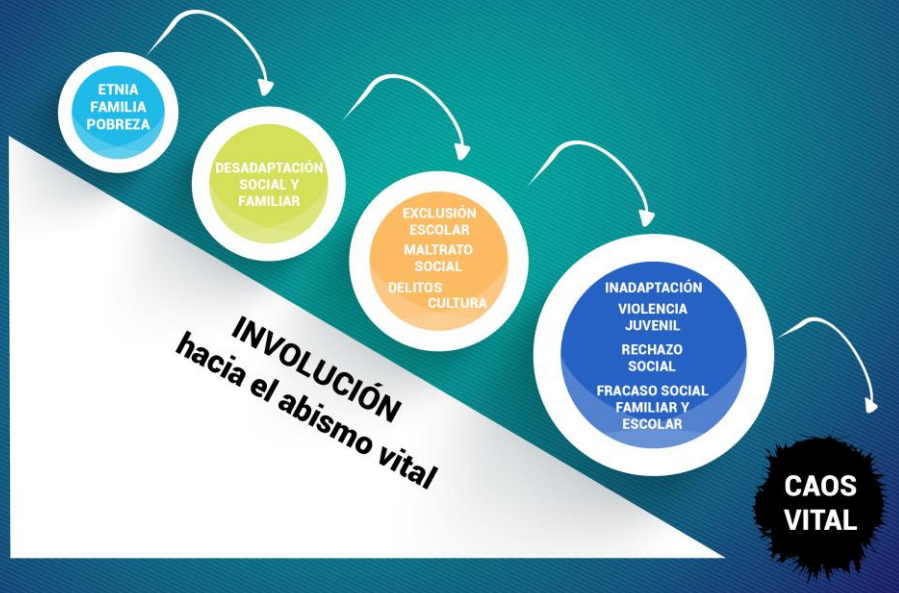 ETNIA
FAMILIA
POBREZA
DESADAPTACIÓN
SOCIAL Y
FAMILIAR
EXCLUSIÓN
ESCOLAR
MALTRATO
SOCIAL
DELITOS
CULTURA
INADAPTACIÓN
VIOLENCIA
JUVENIL
RECHAZO
SOCIAL
FRACASO SOCIAL
FAMILIAR Y
ESCOLAR
INVOLUCIÓN
hacia el abismo vital
CAOS
VITAL